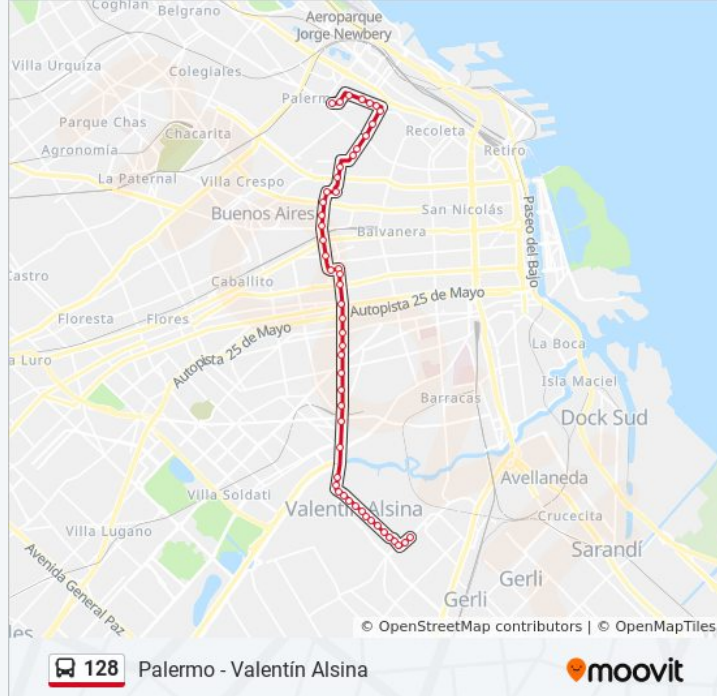 Coghlan
Belgrano
Aeroparque
Jorge Newbery
Villa Urquiza
Colegiales
Palermo
Parque Chas
Chacarita
Recoleta
Agronomía
Retiro
La Paternal
Villa Crespo
Buenos Aires
San Nicolás
Paseo del Bajo
Balvanera
Castro
Caballito
Autopista 25 de Mayo
Floresta
Flores
Autopista 25 de Mayo
a Luro
La Boca
Isla Maciel
Barracas
Dock Sud
Avellaneda
Villa Soldati
Valentín Alsina
Crucecita
Villa Lugano
Sarandí
Avenida General Paz
Gerli
Gerli
les
© OpenStreetMap contributors | © OpenMapTiles
128 Palermo - Valentín Alsina
moovit